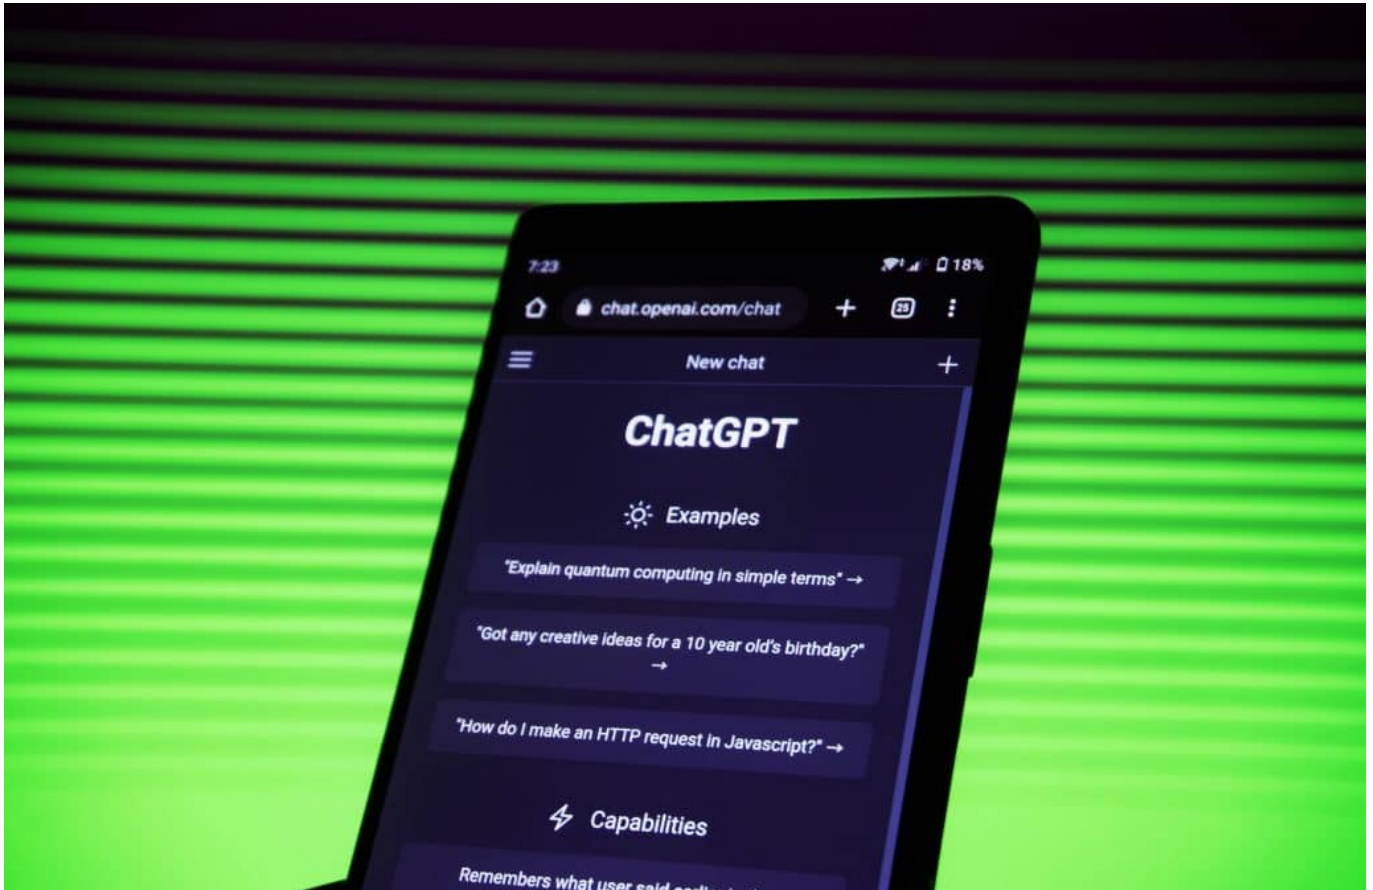 7:23
18%
chat.openai.com/chat
25
New chat
ChatGPT
Examples
"Explain quantum computing in simple terms" →
"Got any creative ideas for a 10 year old's birthday?"
→
"How do I make an HTTP request in Javascript?" →
Capabilities
Remembers what user said